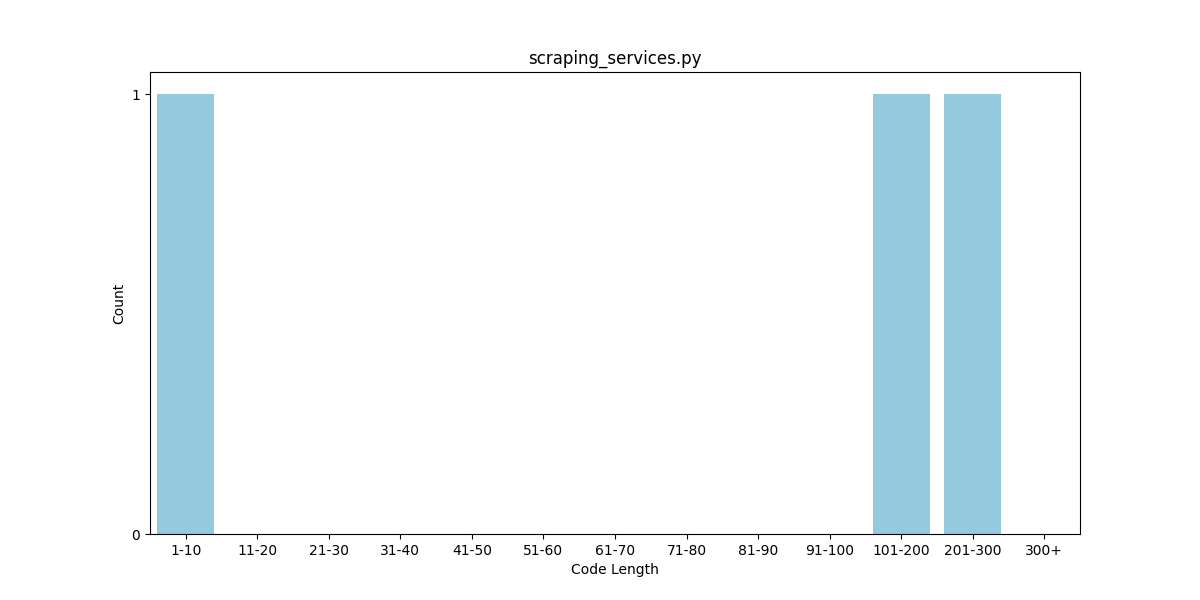 scraping_services.py
1
0
Count
1-10 11-20 21-30 31-40 41-50 51-60 61-70 71-80 81-90 91-100 101-200 201-300 300+
Code Length